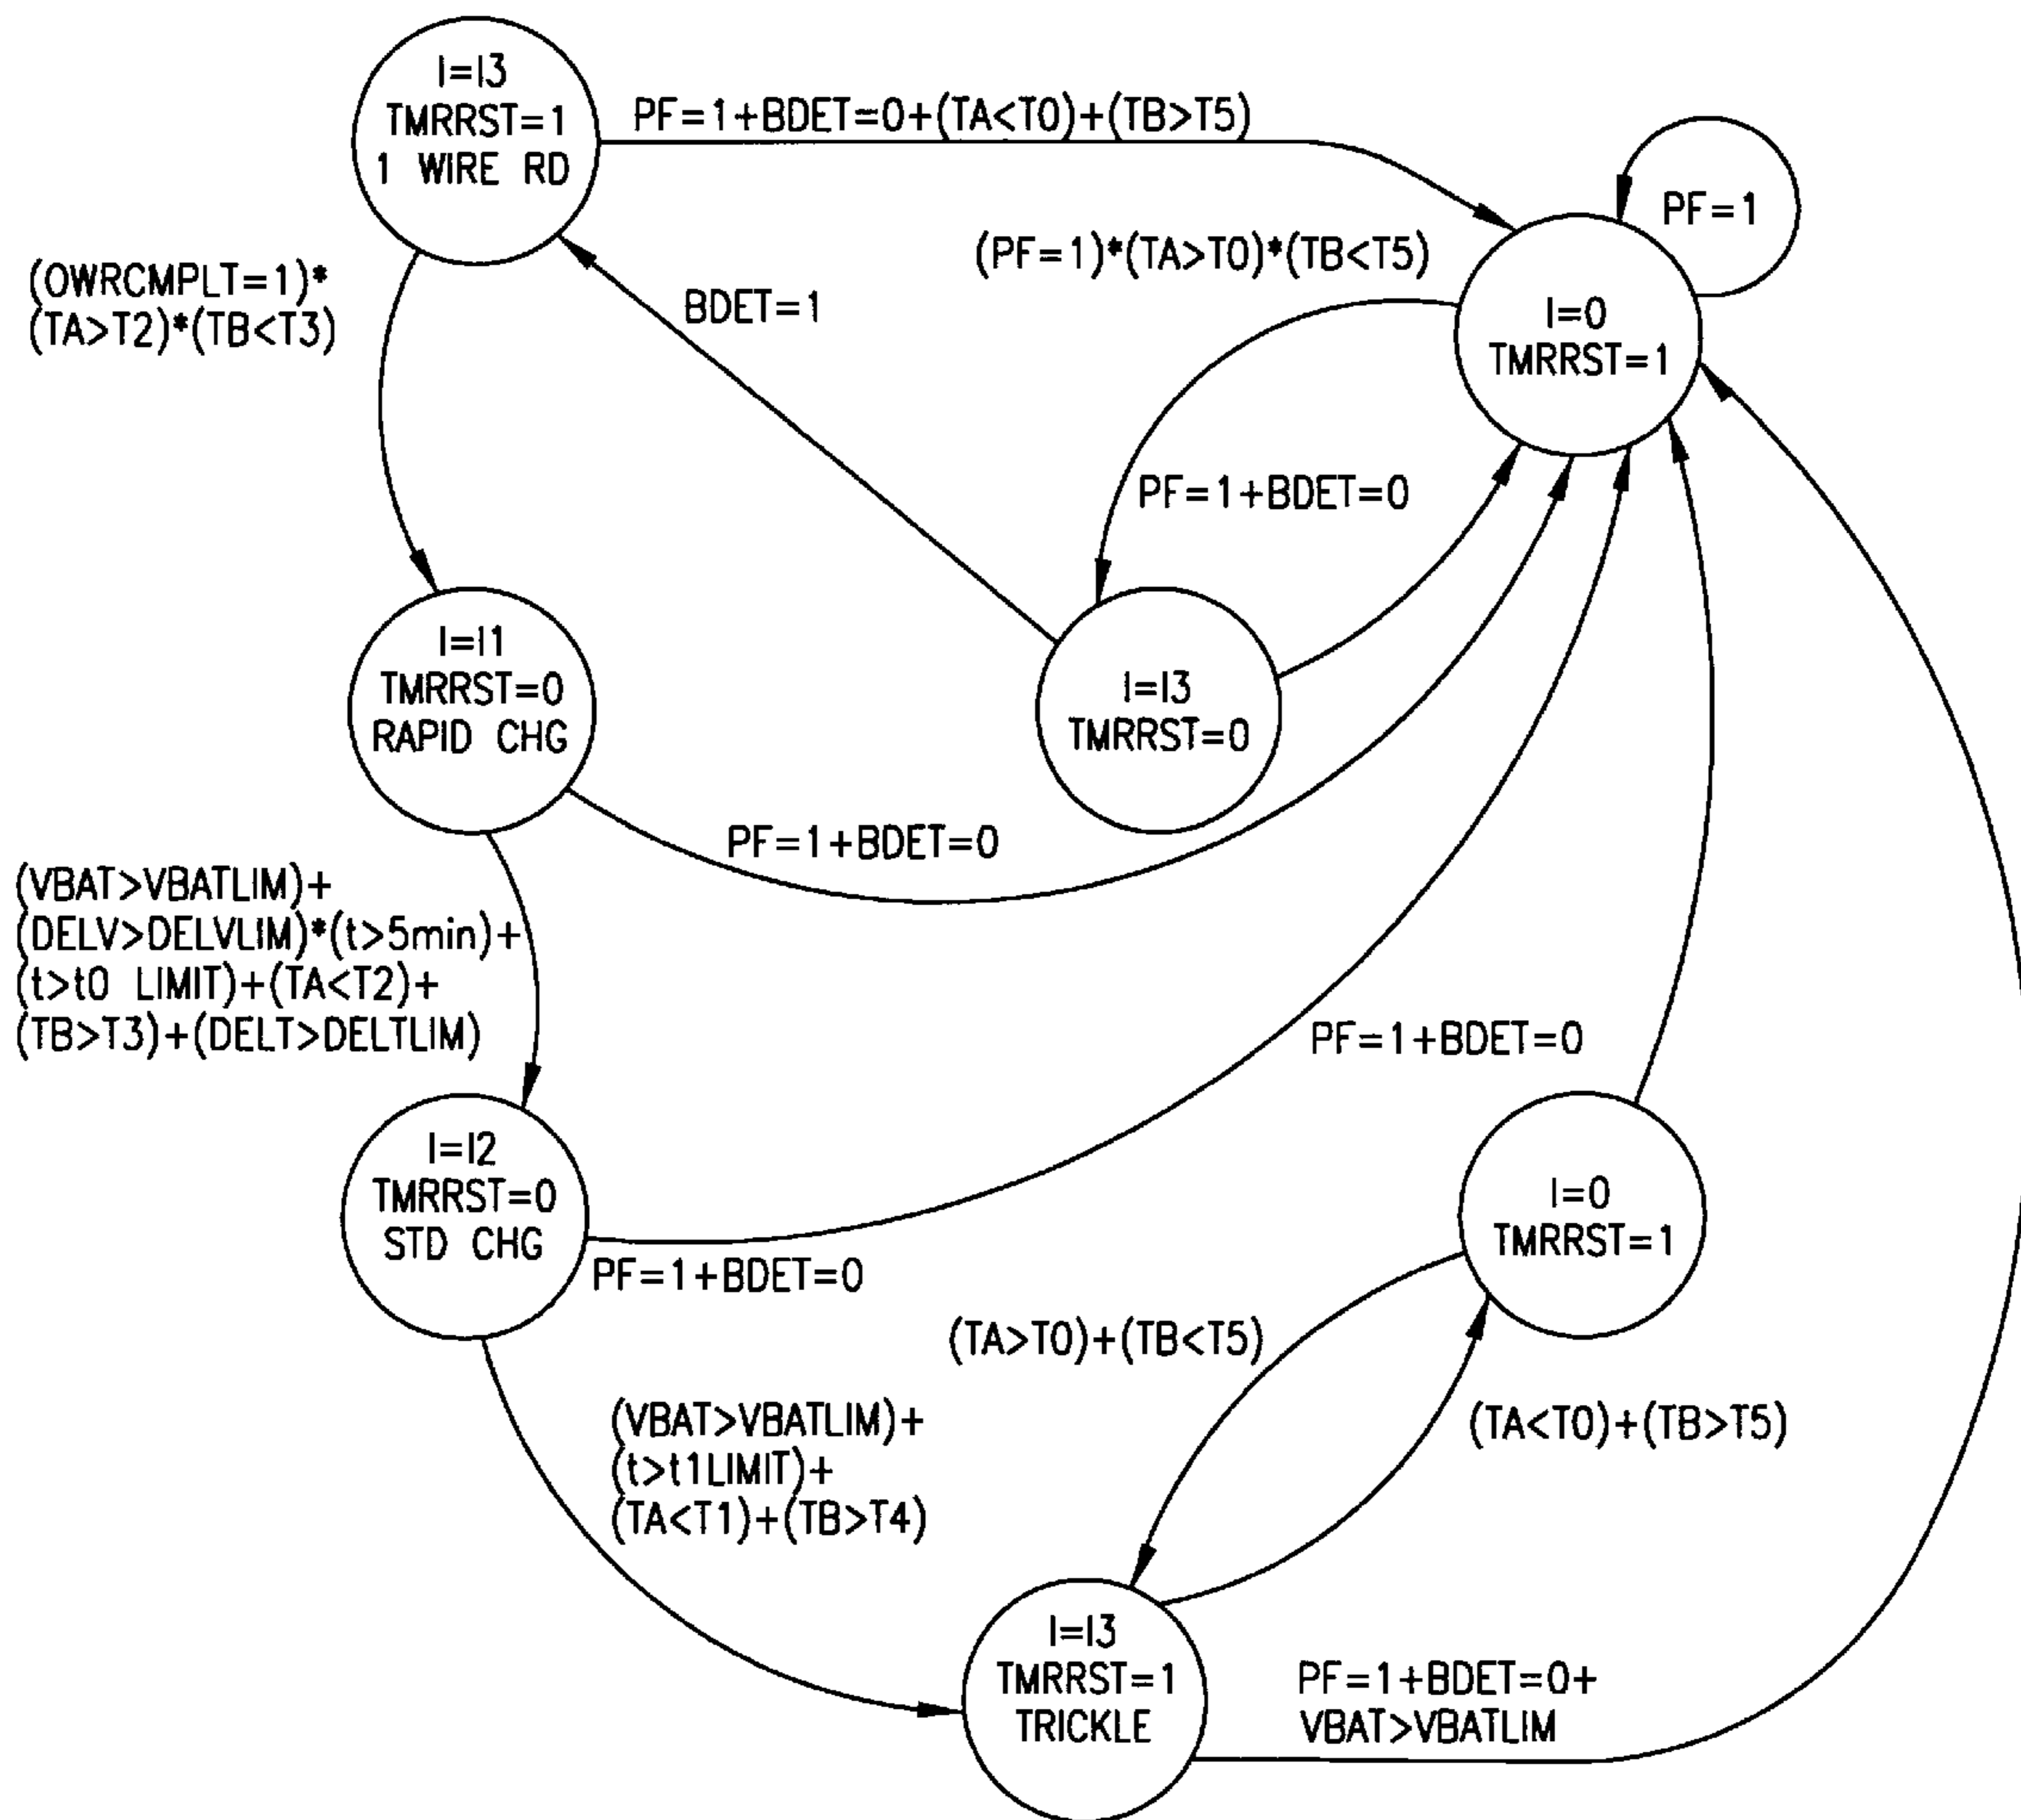 I=I3
TMRRST=1
1 WIRE RD
PF=1+BDET=0+(TA<T0)+(TB>T5)
PF=1
(PF=1)*(TA>T0)*(TB<T5)
I=0
TMRRST=1
(OWRCMPLT=1)*
(TA>T2)*(TB<T3)
BDET=1
PF=1+BDET=0
I=I1
TMRRST=0
RAPID CHG
I=I3
TMRRST=0
PF=1+BDET=0
(VBAT>VBATLIM)+
(DELV>DELVLIM)*(t>5min)+
(t>t0 LIMIT)+(TA<T2)+
(TB>T3)+(DELT>DELTLIM)
PF=1+BDET=0
I=I2
TMRRST=0
STD CHG
PF=1+BDET=0
I=0
TMRRST=1
(TA>T0)+(TB<T5)
(TA<T0)+(TB>T5)
(VBAT>VBATLIM)+
(t>t1LIMIT)+
(TA<T1)+(TB>T4)
I=I3
TMRRST=1
TRICKLE
PF=1+BDET=0+
VBAT>VBATLIM